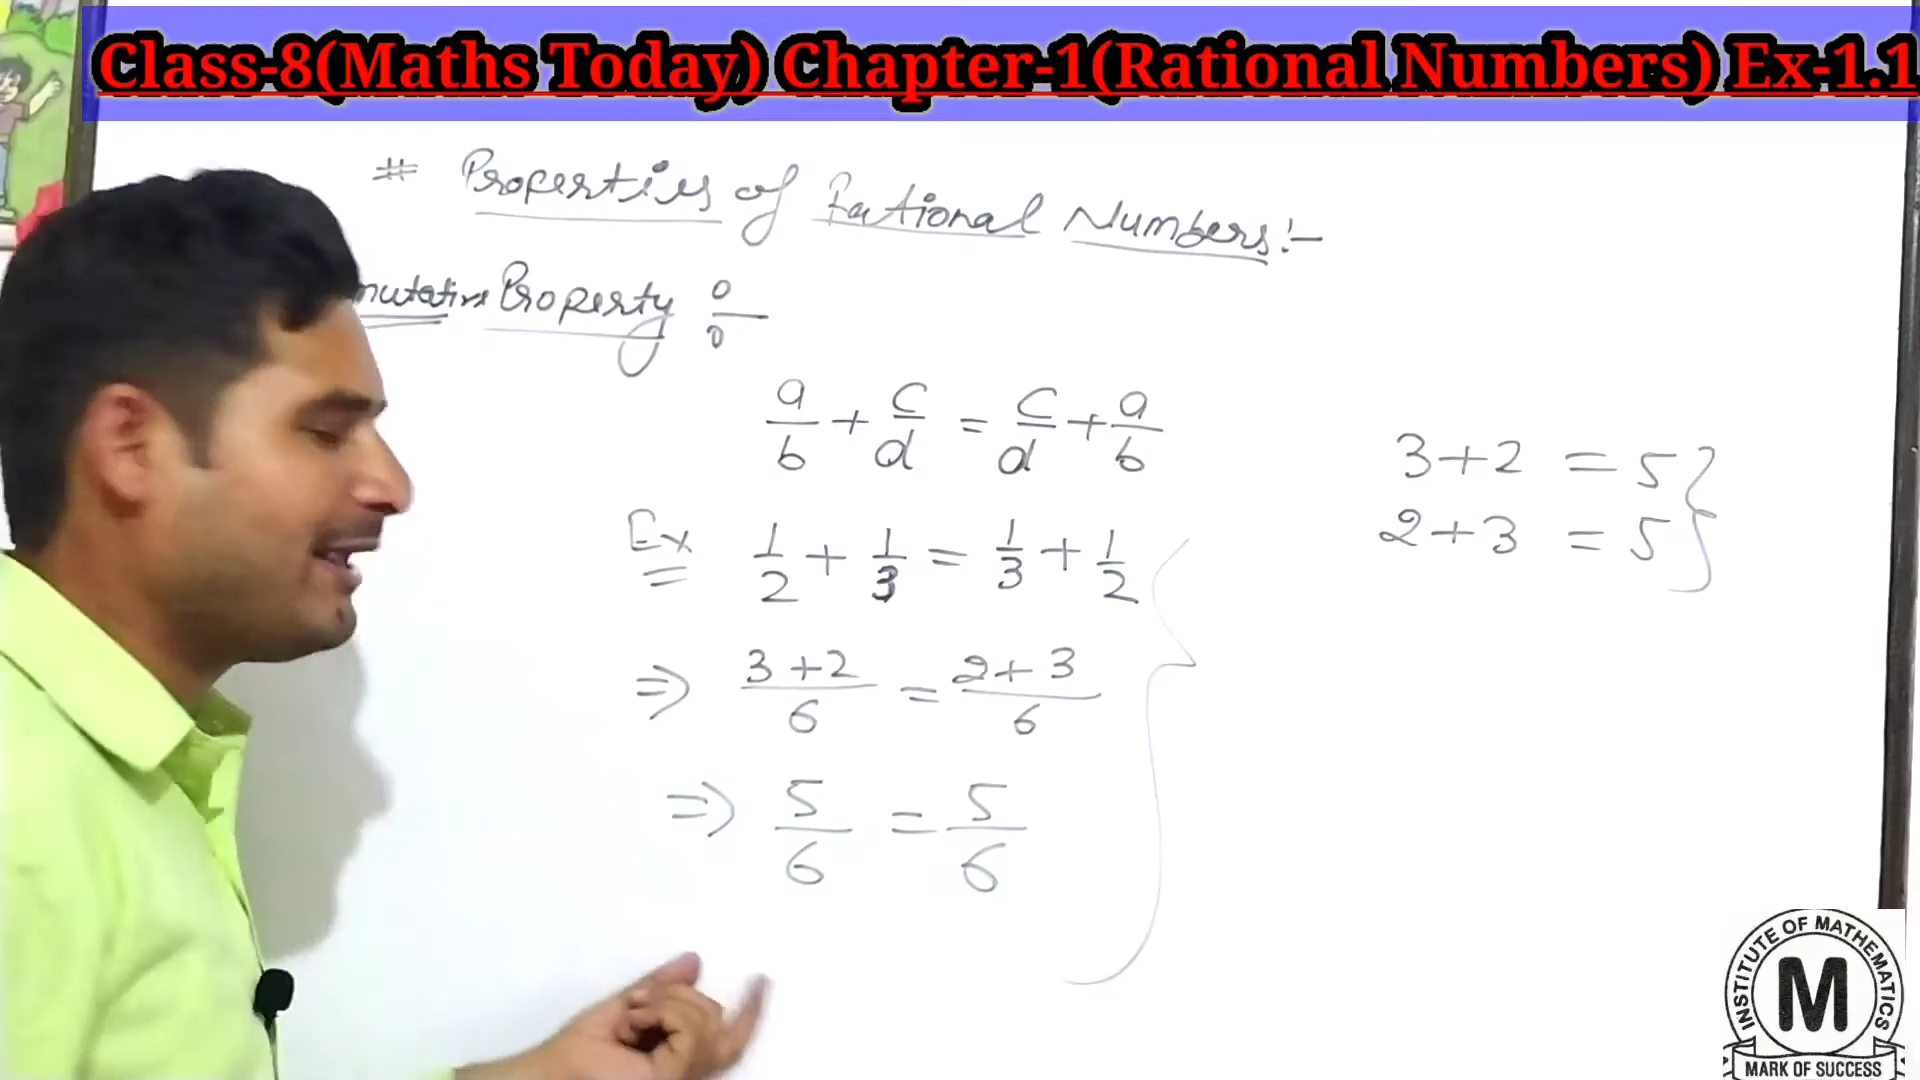 Class-8(Maths Today) Chapter-1(Rational Numbers) Ex-1.1
# Properties of Rational Numbers:-
mutative Property :-
a/b + c/d = c/d + a/b
3+2 = 5
2+3 = 5
Ex 1/2 + 1/3 = 1/3 + 1/2
⇒ 3+2/6 = 2+3/6
⇒ 5/6 = 5/6
INSTITUTE OF MATHEMATICS
M
MARK OF SUCCESS